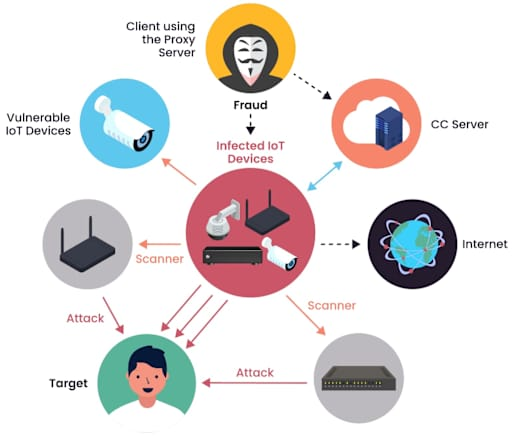 Client using
the Proxy
Server
Fraud
Vulnerable
IoT Devices
CC Server
Infected IoT
Devices
Internet
Scanner
Scanner
Attack
Target
Attack